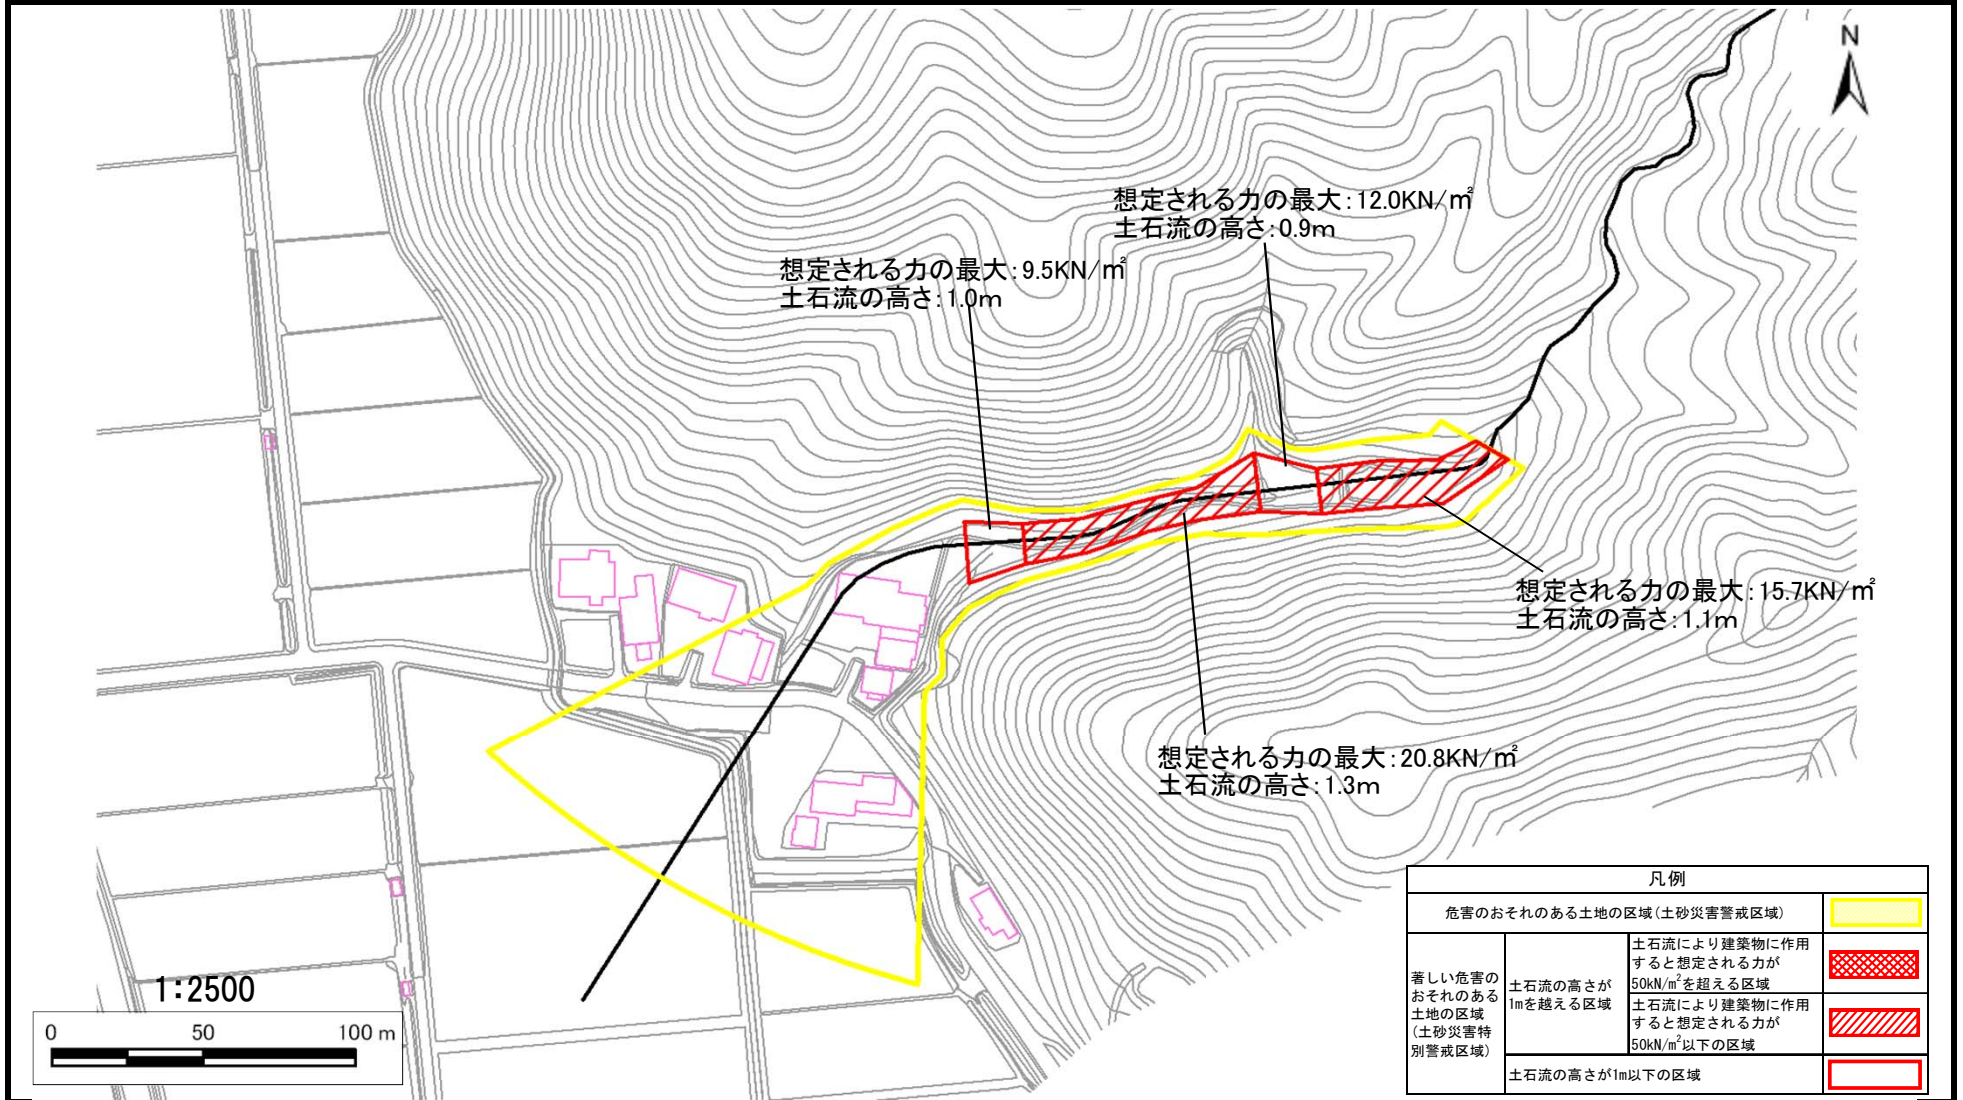 N
想定される力の最大:12.0KN/㎡
土石流の高さ:0.9m
想定される力の最大:9.5KN/㎡
土石流の高さ:1.0m
想定される力の最大:15.7KN/㎡
土石流の高さ:1.1m
想定される力の最大:20.8KN/㎡
土石流の高さ:1.3m
1:2500
0 50 100 m
凡例
危害のおそれのある土地の区域(土砂災害警戒区域)
著しい危害の
おそれのある
土地の区域
(土砂災害特
別警戒区域)
土石流の高さが
1mを越える区域
土石流により建築物に作用
すると想定される力が
50kN/m²を超える区域
土石流により建築物に作用
すると想定される力が
50kN/m²以下の区域
土石流の高さが1m以下の区域